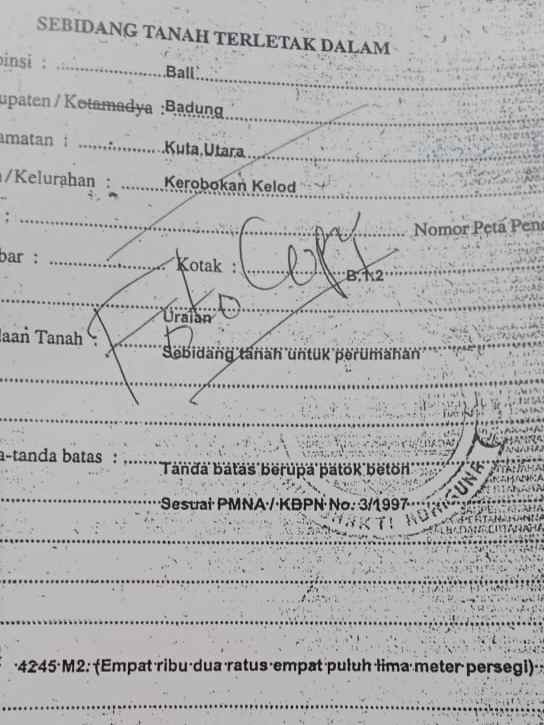 SEBIDANG TANAH TERLETAK DALAM
insi : Bali
upaten / Kotamadya : Badung
amatan : Kuta Utara
/ Kelurahan : Kerobokan Kelod
: Nomor Peta Pen
bar : Kotak : B.1.2
Foto Copy
Uraian
aan Tanah : Sebidang tanah untuk perumahan
a-tanda batas : Tanda batas berupa patok beton
Sesuai PMNA / KBPN No. 3/1997
4245 M2. (Empat ribu dua ratus empat puluh lima meter persegi)